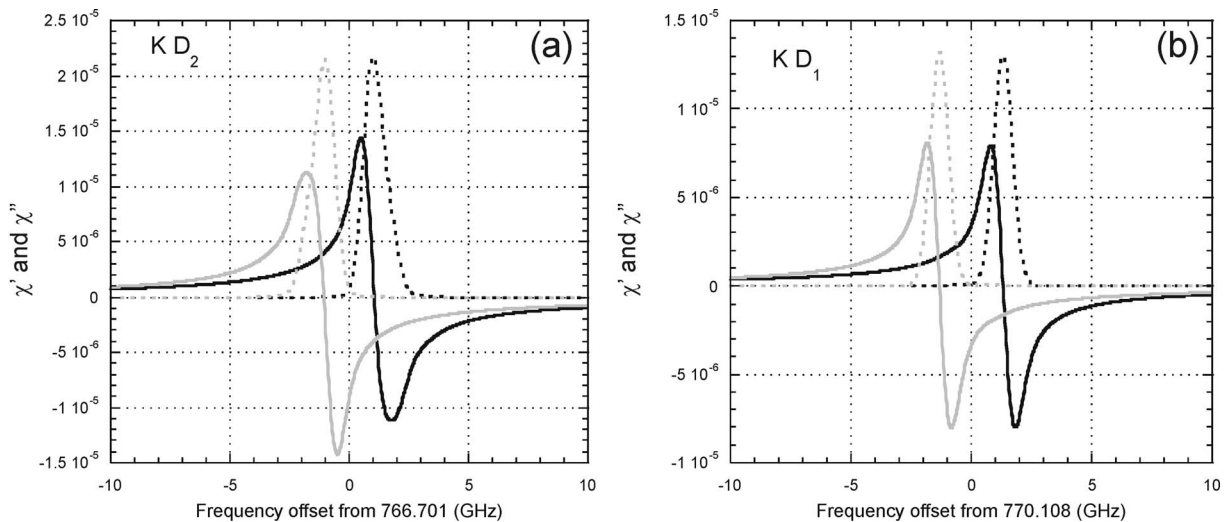 (a)
K D2
χ' and χ"
2.5 10-5
2 10-5
1.5 10-5
1 10-5
5 10-6
0
-5 10-6
-1 10-5
-1.5 10-5
-10 -5 0 5 10
Frequency offset from 766.701 (GHz)
(b)
K D1
χ' and χ"
1.5 10-5
1 10-5
5 10-6
0
-5 10-6
-1 10-5
-10 -5 0 5 10
Frequency offset from 770.108 (GHz)